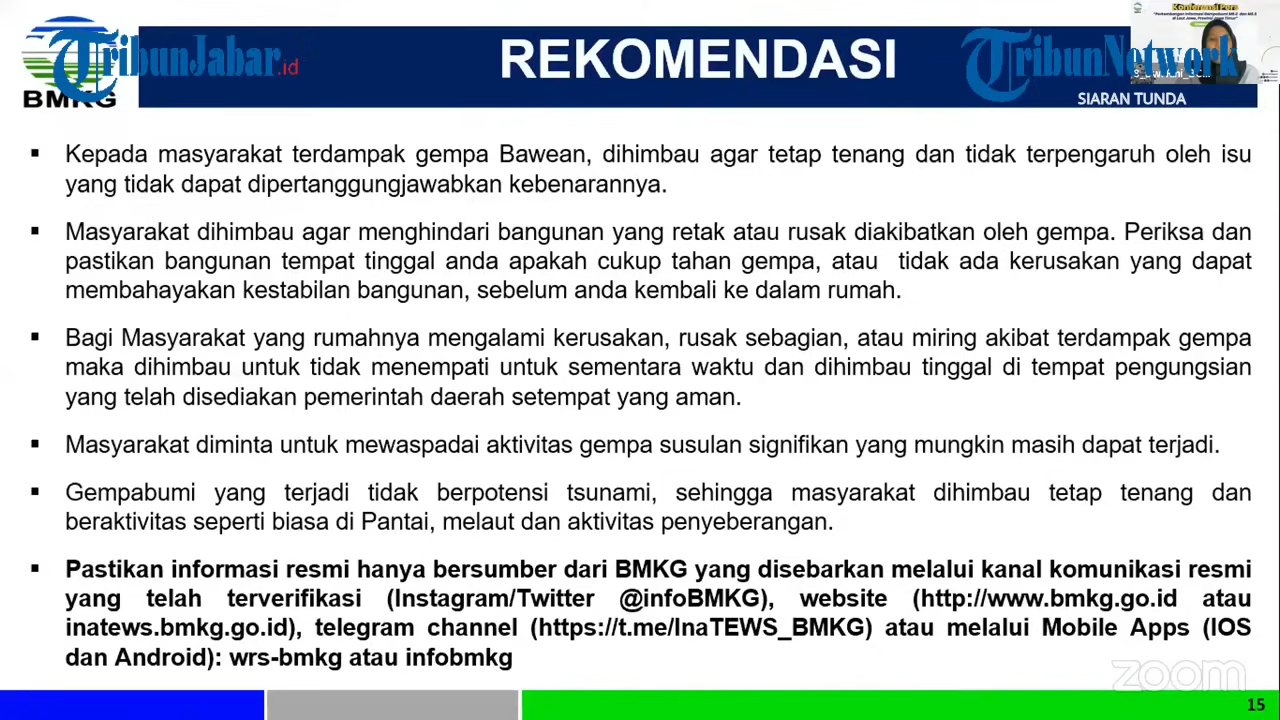 TribunJabar.id
BMKG
REKOMENDASI
TribunNetwork
Konferensi Pers
SIARAN TUNDA
▪ Kepada masyarakat terdampak gempa Bawean, dihimbau agar tetap tenang dan tidak terpengaruh oleh isu
yang tidak dapat dipertanggungjawabkan kebenarannya.
▪ Masyarakat dihimbau agar menghindari bangunan yang retak atau rusak diakibatkan oleh gempa. Periksa dan
pastikan bangunan tempat tinggal anda apakah cukup tahan gempa, atau tidak ada kerusakan yang dapat
membahayakan kestabilan bangunan, sebelum anda kembali ke dalam rumah.
▪ Bagi Masyarakat yang rumahnya mengalami kerusakan, rusak sebagian, atau miring akibat terdampak gempa
maka dihimbau untuk tidak menempati untuk sementara waktu dan dihimbau tinggal di tempat pengungsian
yang telah disediakan pemerintah daerah setempat yang aman.
▪ Masyarakat diminta untuk mewaspadai aktivitas gempa susulan signifikan yang mungkin masih dapat terjadi.
▪ Gempabumi yang terjadi tidak berpotensi tsunami, sehingga masyarakat dihimbau tetap tenang dan
beraktivitas seperti biasa di Pantai, melaut dan aktivitas penyeberangan.
▪ Pastikan informasi resmi hanya bersumber dari BMKG yang disebarkan melalui kanal komunikasi resmi
yang telah terverifikasi (Instagram/Twitter @infoBMKG), website (http://www.bmkg.go.id atau
inatews.bmkg.go.id), telegram channel (https://t.me/InaTEWS_BMKG) atau melalui Mobile Apps (IOS
dan Android): wrs-bmkg atau infobmkg
zoom
15